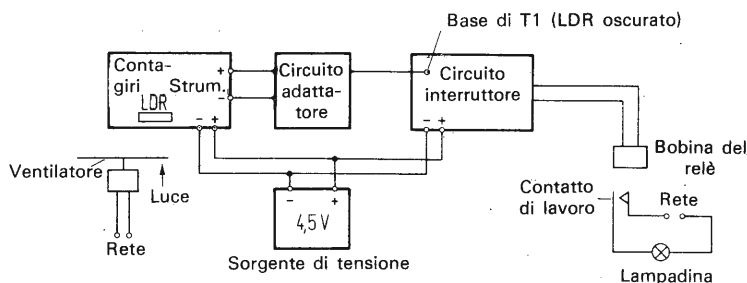 Base di T1 (LDR oscurato)
Conta-
giri
Strum.
LDR
+
−
− +
Circuito
adatta-
tore
Circuito
interruttore
− +
Bobina del
relè
Ventilatore
Luce
Rete
− +
4,5 V
Sorgente di tensione
Contatto
di lavoro
Rete
Lampadina